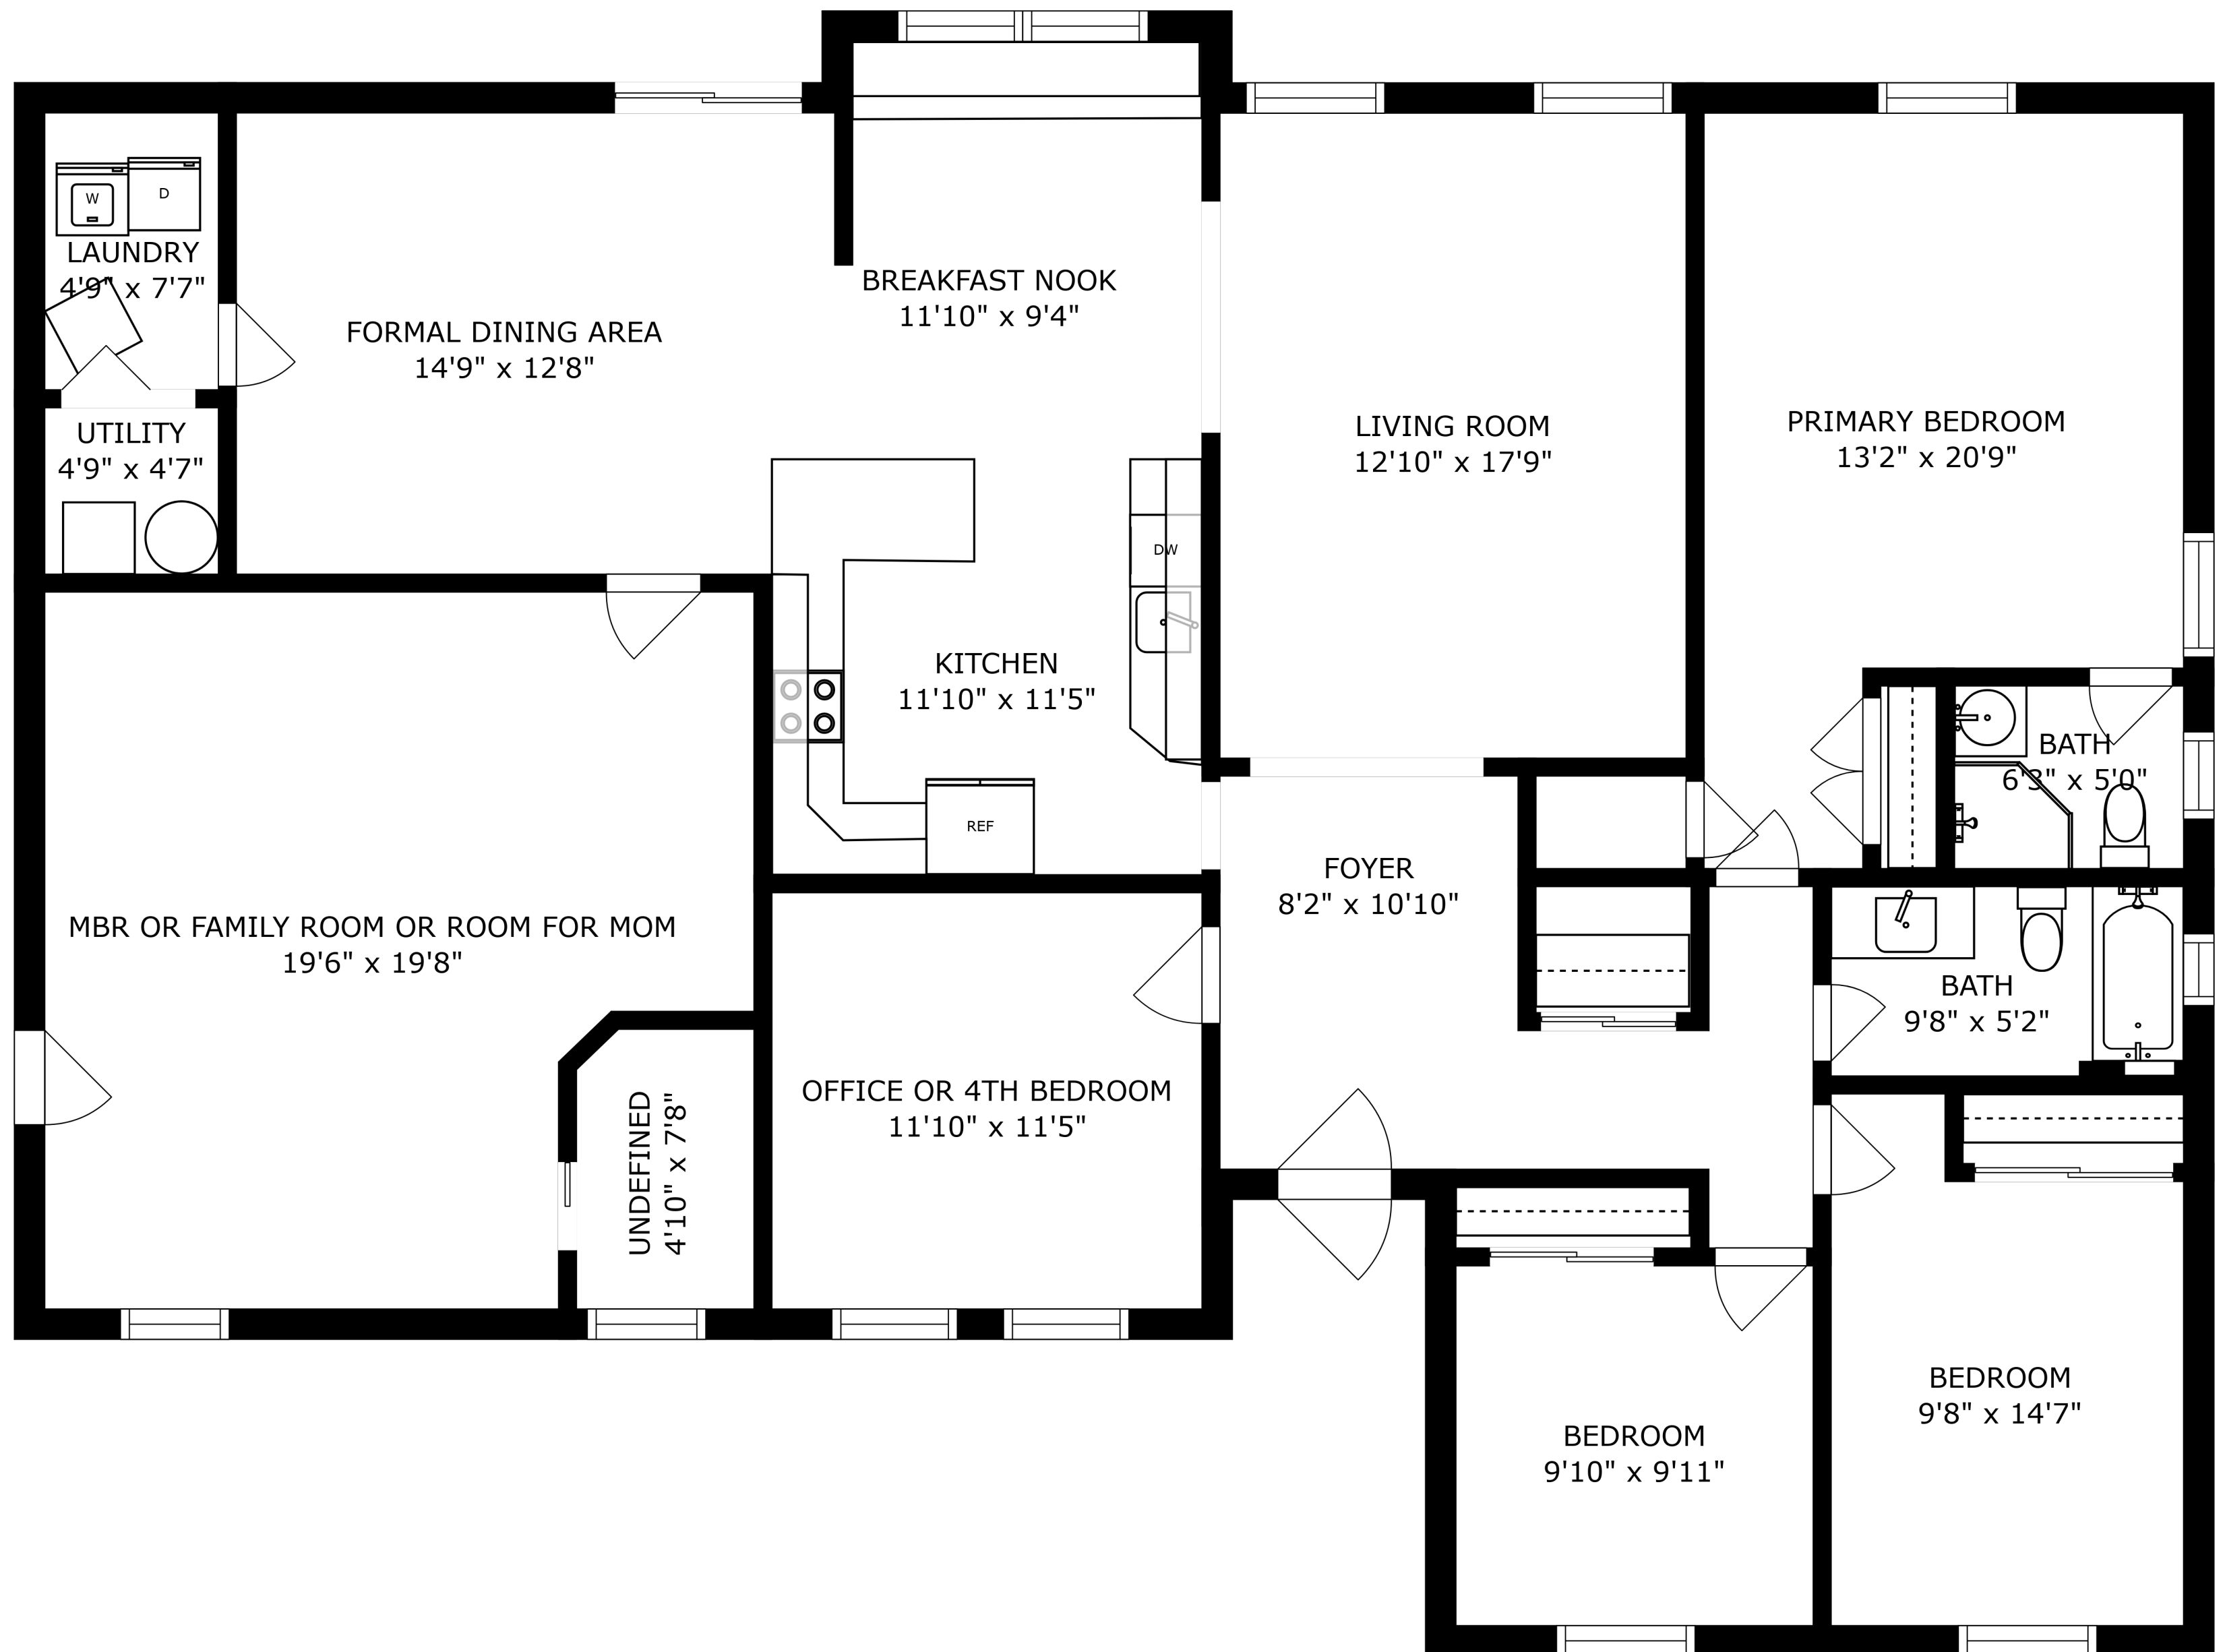 W
D
LAUNDRY
4'9" x 7'7"
UTILITY
4'9" x 4'7"
FORMAL DINING AREA
14'9" x 12'8"
BREAKFAST NOOK
11'10" x 9'4"
LIVING ROOM
12'10" x 17'9"
PRIMARY BEDROOM
13'2" x 20'9"
DW
KITCHEN
11'10" x 11'5"
REF
BATH
6'3" x 5'0"
FOYER
8'2" x 10'10"
MBR OR FAMILY ROOM OR ROOM FOR MOM
19'6" x 19'8"
BATH
9'8" x 5'2"
UNDEFINED
4'10" x 7'8"
OFFICE OR 4TH BEDROOM
11'10" x 11'5"
BEDROOM
9'10" x 9'11"
BEDROOM
9'8" x 14'7"